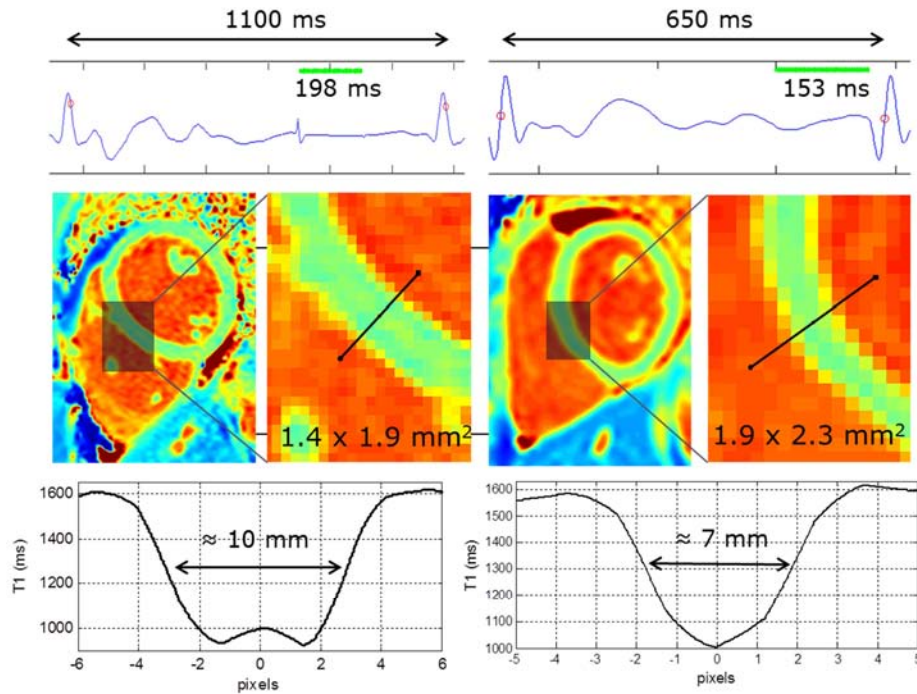 1100 ms
650 ms
198 ms
153 ms
1.4 x 1.9 mm²
1.9 x 2.3 mm²
1600
1400
1200
1000
T1 (ms)
≈ 10 mm
-6 -4 -2 0 2 4 6
pixels
1600
1500
1400
1300
1200
1100
1000
T1 (ms)
≈ 7 mm
-5 -4 -3 -2 -1 0 1 2 3 4 5
pixels